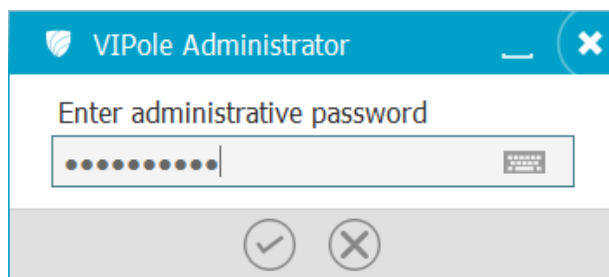 VIPole Administrator
Enter administrative password
••••••••••